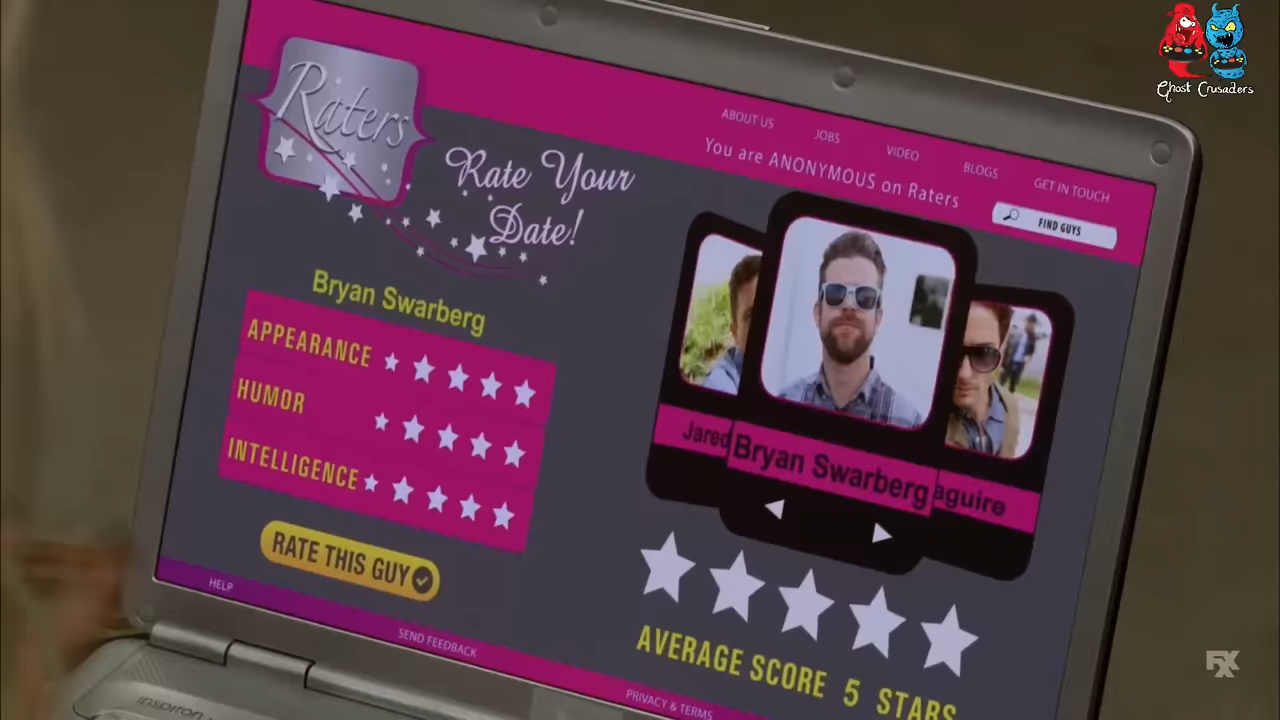 Ghost Crusaders
Raters
Rate Your
Date!
ABOUT US
JOBS
VIDEO
BLOGS
GET IN TOUCH
You are ANONYMOUS on Raters
FIND GUYS
Bryan Swarberg
APPEARANCE
HUMOR
INTELLIGENCE
RATE THIS GUY
Jared
Bryan Swarberg
aguire
AVERAGE SCORE 5 STARS
HELP
SEND FEEDBACK
PRIVACY & TERMS
inspiron
FX